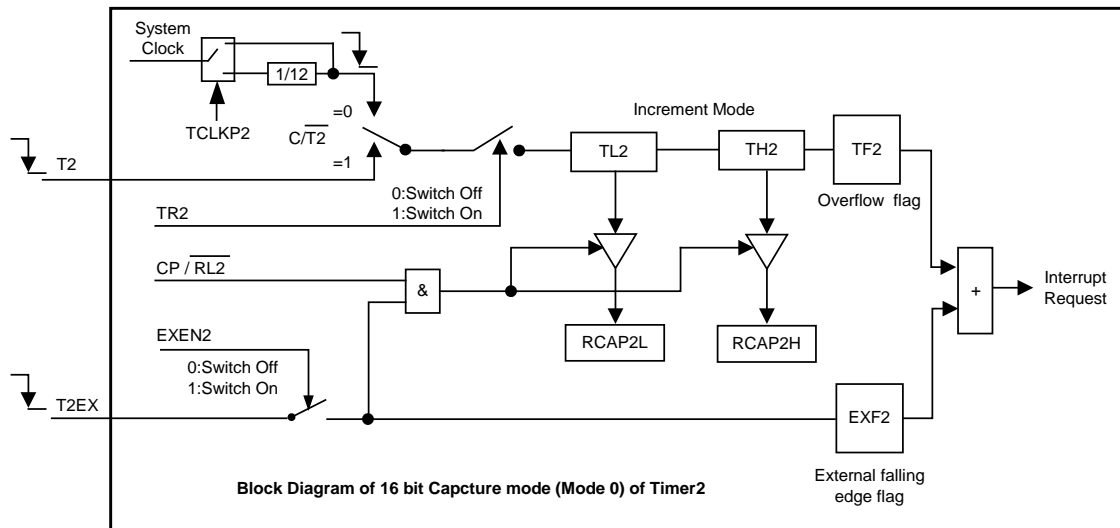 System
Clock
1/12
TCLKP2
=0
C/T2
=1
T2
TR2
0:Switch Off
1:Switch On
Increment Mode
TL2
TH2
TF2
Overflow flag
CP / RL2
&
+
Interrupt
Request
RCAP2L
RCAP2H
EXEN2
0:Switch Off
1:Switch On
T2EX
EXF2
External falling
edge flag
Block Diagram of 16 bit Capcture mode (Mode 0) of Timer2